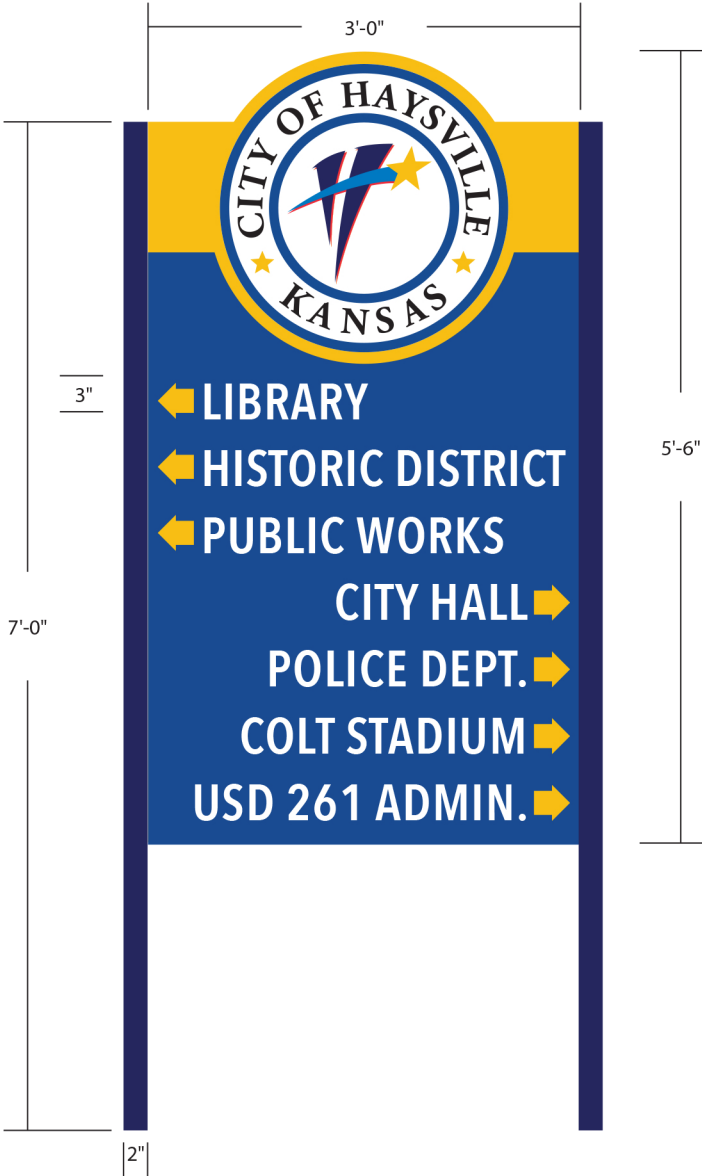 3'-0"
CITY OF HAYSVILLE
KANSAS
3"
LIBRARY
5'-6"
HISTORIC DISTRICT
PUBLIC WORKS
CITY HALL
7'-0"
POLICE DEPT.
COLT STADIUM
USD 261 ADMIN.
2"